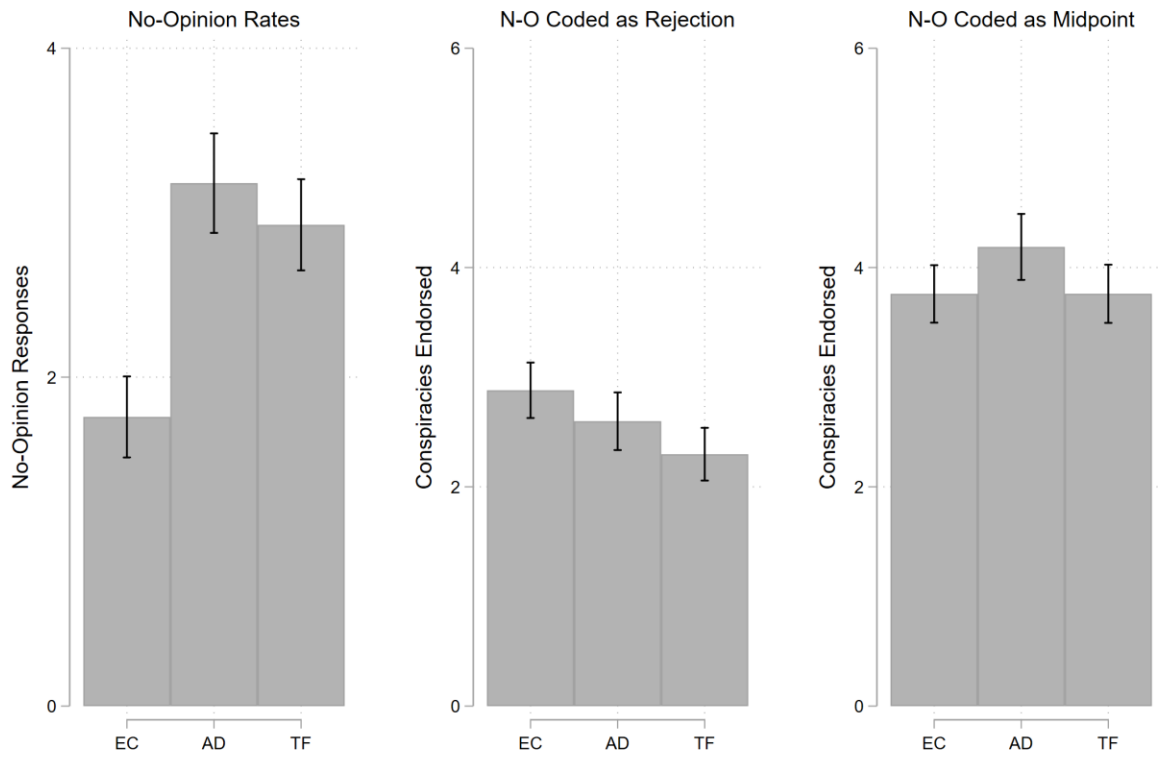 No-Opinion Rates
No-Opinion Responses
4
2
0
EC AD TF
N-O Coded as Rejection
Conspiracies Endorsed
6
4
2
0
EC AD TF
N-O Coded as Midpoint
Conspiracies Endorsed
6
4
2
0
EC AD TF